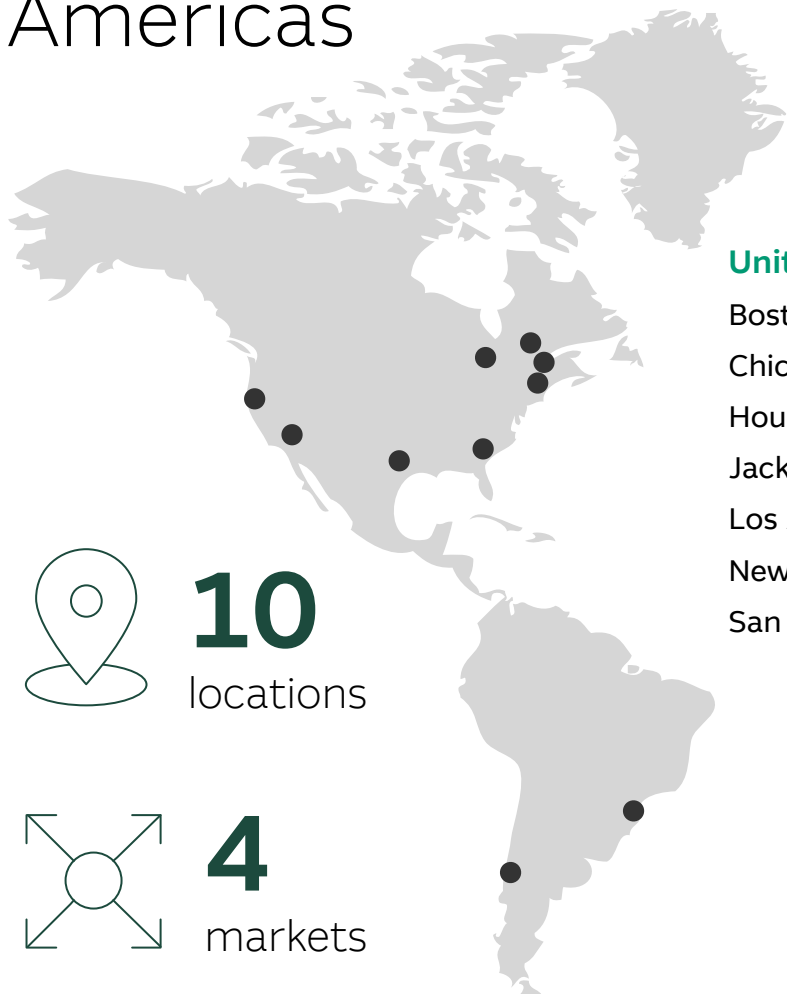 Americas
10
locations
4
markets
Unit
Bost
Chic
Hou
Jack
Los
New
San